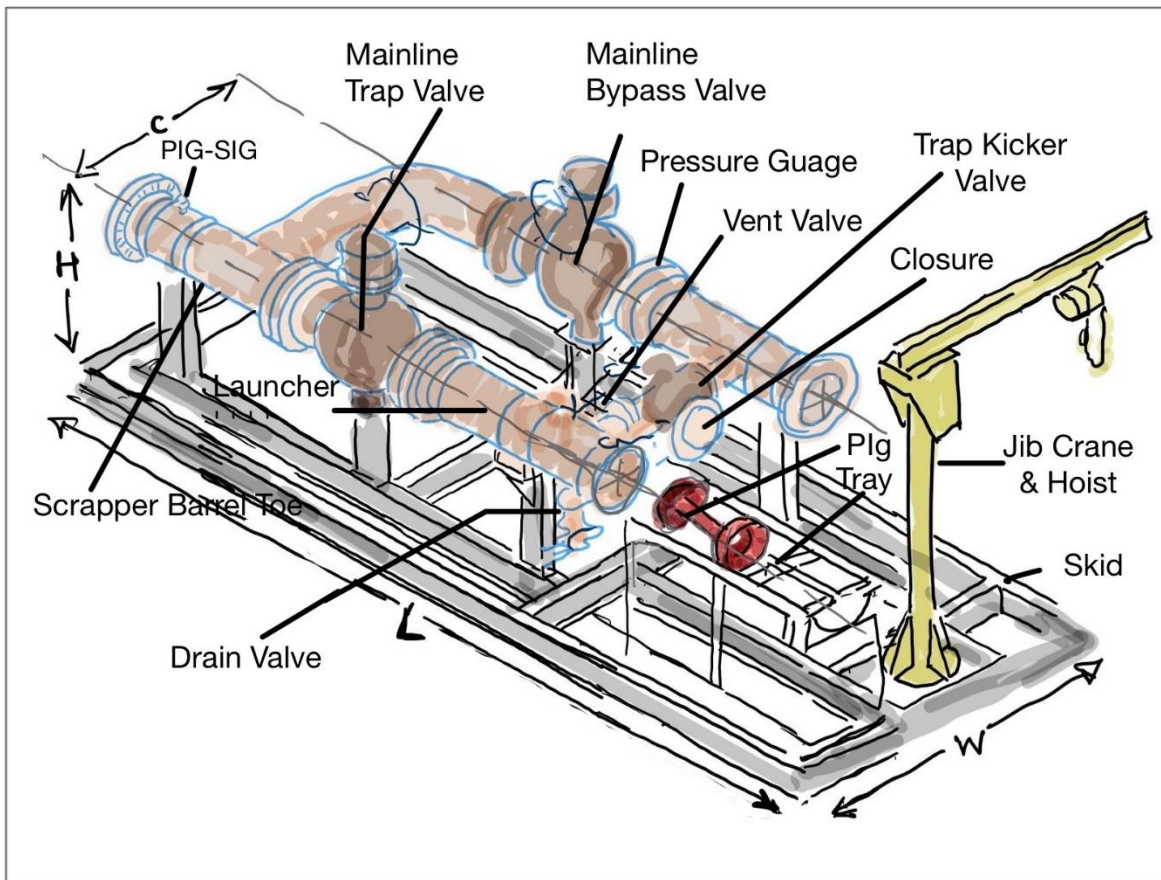 Mainline
Trap Valve
Mainline
Bypass Valve
C
PIG-SIG
Pressure Guage
Trap Kicker
Valve
Vent Valve
H
Closure
Launcher
PIg
Tray
Jib Crane
& Hoist
Scrapper Barrel Toe
Skid
L
Drain Valve
W